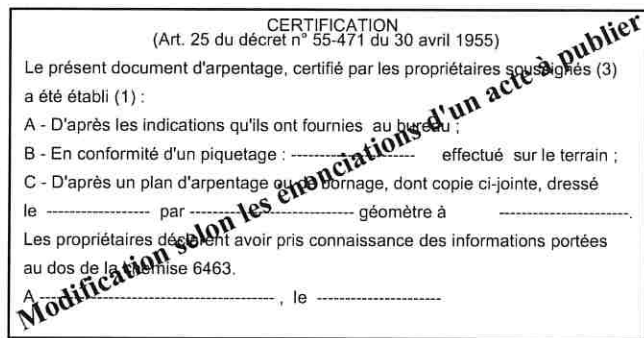 CERTIFICATION
(Art. 25 du décret n° 55-471 du 30 avril 1955)
Le présent document d'arpentage, certifié par les propriétaires soussignés (3)
a été établi (1) :
A - D'après les indications qu'ils ont fournies au bureau ;
B - En conformité d'un piquetage : --------------------- effectué sur le terrain ;
C - D'après un plan d'arpentage ou de bornage, dont copie ci-jointe, dressé
le ------------------ par ---------------------------- géomètre à ----------------------.
Les propriétaires déclarent avoir pris connaissance des informations portées
au dos de la chemise 6463.
A ---------------------------------------- , le ---------------------
Modification selon les énonciations d'un acte à publier